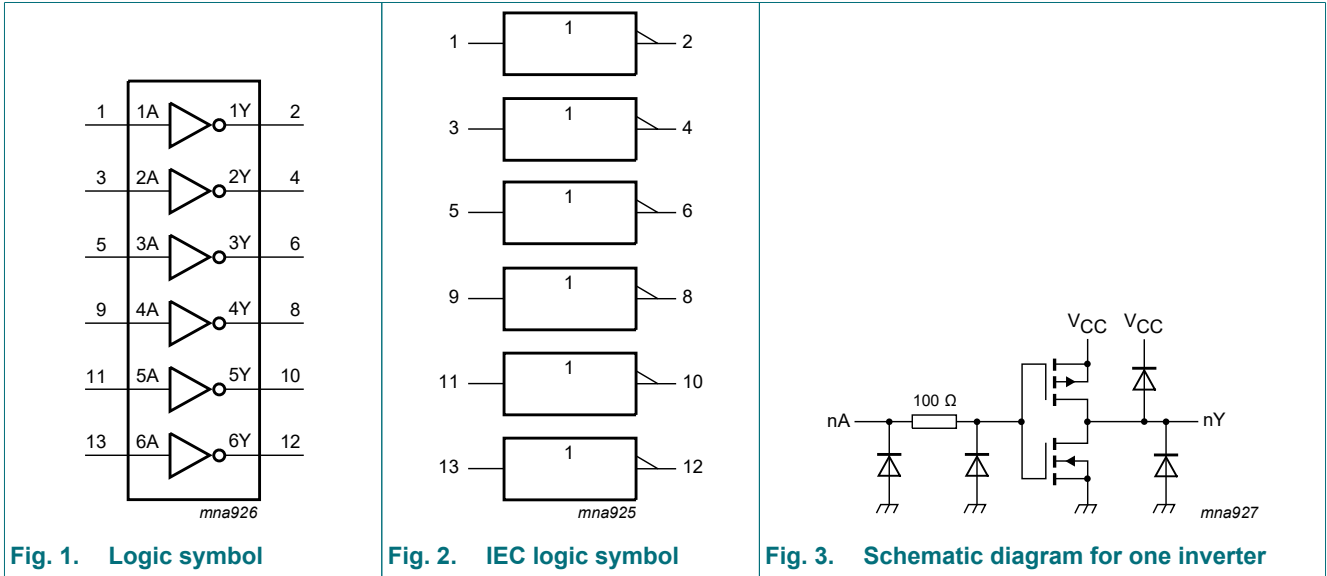 1 1A 1Y 2
3 2A 2Y 4
5 3A 3Y 6
9 4A 4Y 8
11 5A 5Y 10
13 6A 6Y 12
mna926
Fig. 1. Logic symbol
1 1 2
3 1 4
5 1 6
9 1 8
11 1 10
13 1 12
mna925
Fig. 2. IEC logic symbol
VCC VCC
100 Ω
nA nY
mna927
Fig. 3. Schematic diagram for one inverter